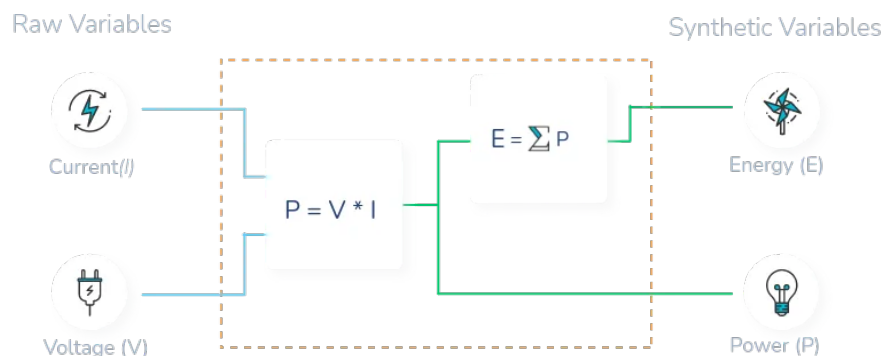 Raw Variables
Synthetic Variables
Current(I)
E = ∑ P
Energy (E)
P = V * I
Voltage (V)
Power (P)